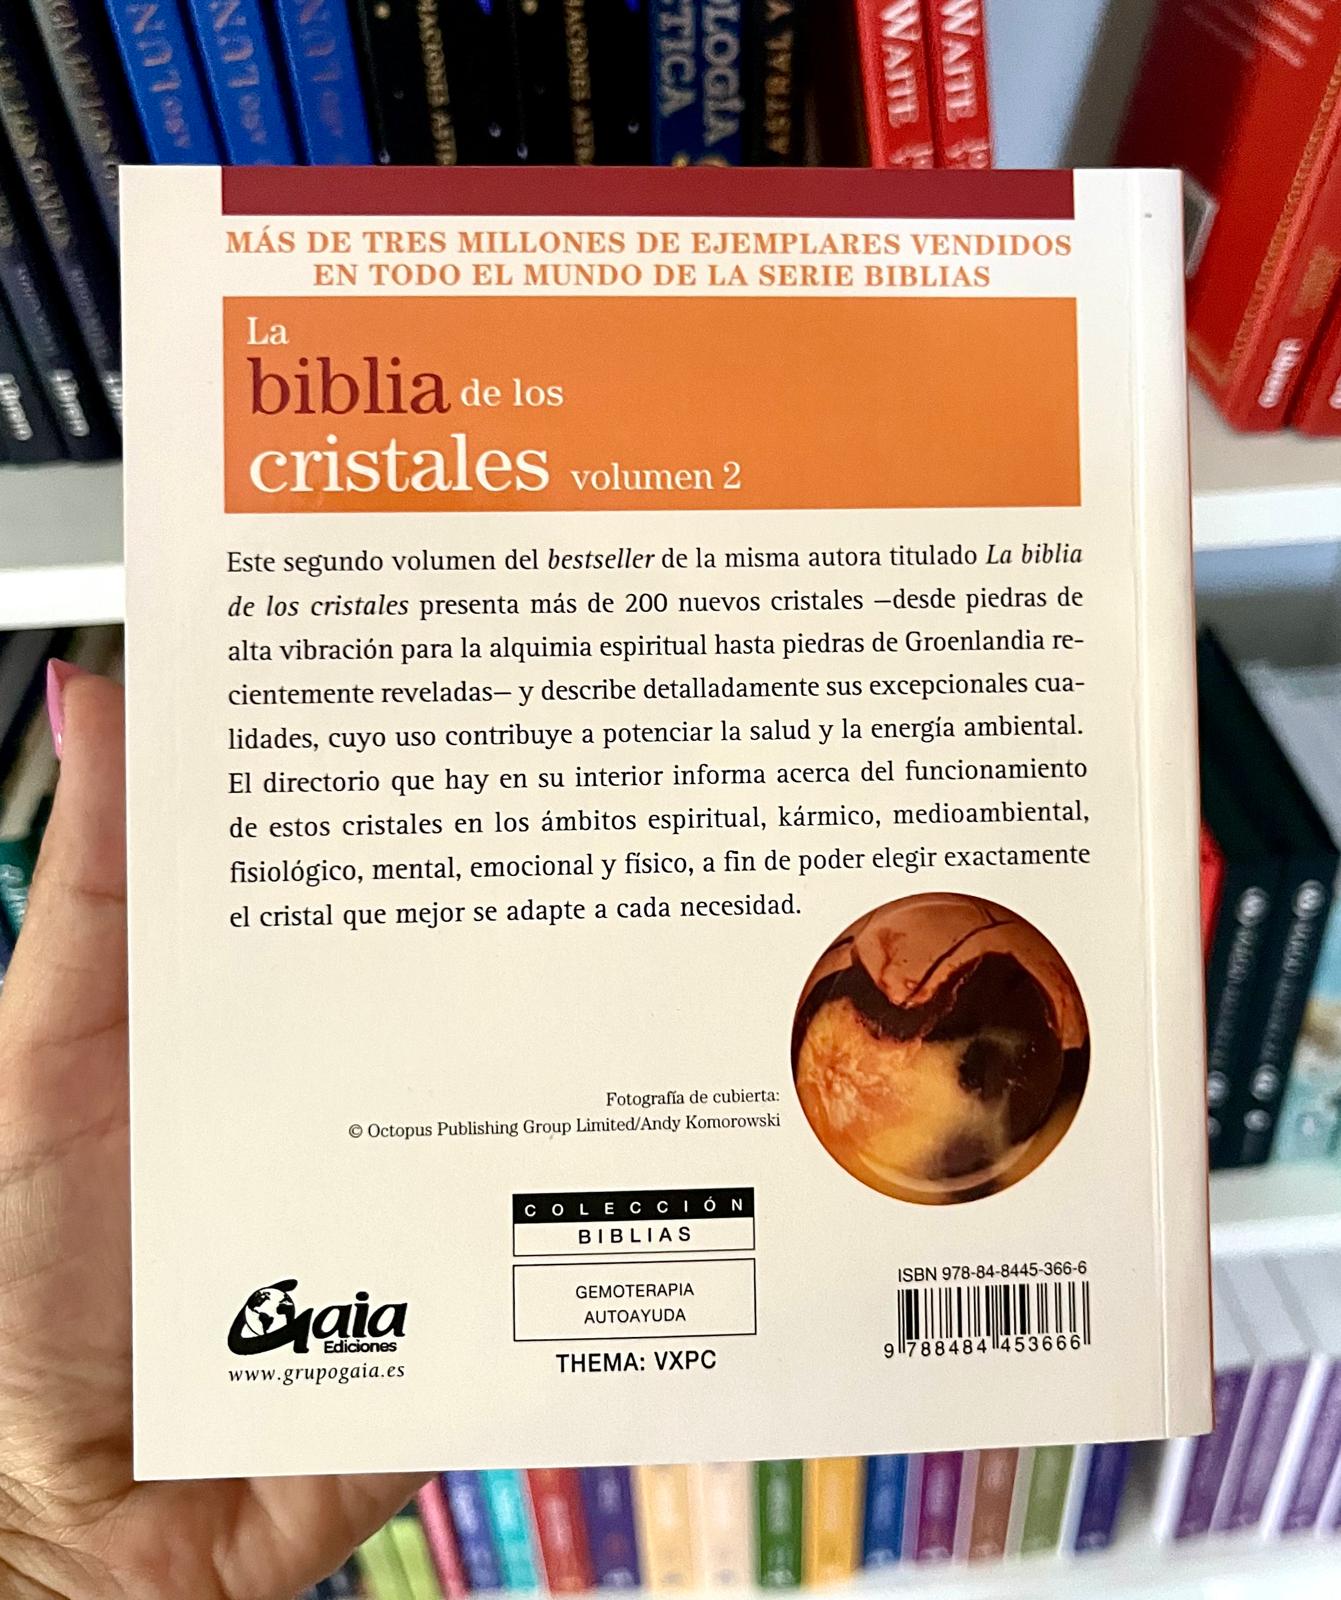 WAITE
WAITE
OLOGÍA
MÁS DE TRES MILLONES DE EJEMPLARES VENDIDOS
EN TODO EL MUNDO DE LA SERIE BIBLIAS
La
biblia de los
cristales volumen 2
Este segundo volumen del bestseller de la misma autora titulado La biblia
de los cristales presenta más de 200 nuevos cristales —desde piedras de
alta vibración para la alquimia espiritual hasta piedras de Groenlandia re-
cientemente reveladas— y describe detalladamente sus excepcionales cua-
lidades, cuyo uso contribuye a potenciar la salud y la energía ambiental.
El directorio que hay en su interior informa acerca del funcionamiento
de estos cristales en los ámbitos espiritual, kármico, medioambiental,
fisiológico, mental, emocional y físico, a fin de poder elegir exactamente
el cristal que mejor se adapte a cada necesidad.
Fotografía de cubierta:
© Octopus Publishing Group Limited/Andy Komorowski
COLECCIÓN
BIBLIAS
GEMOTERAPIA
AUTOAYUDA
THEMA: VXPC
Gaia
Ediciones
www.grupogaia.es
ISBN 978-84-8445-366-6
9 788484 453666